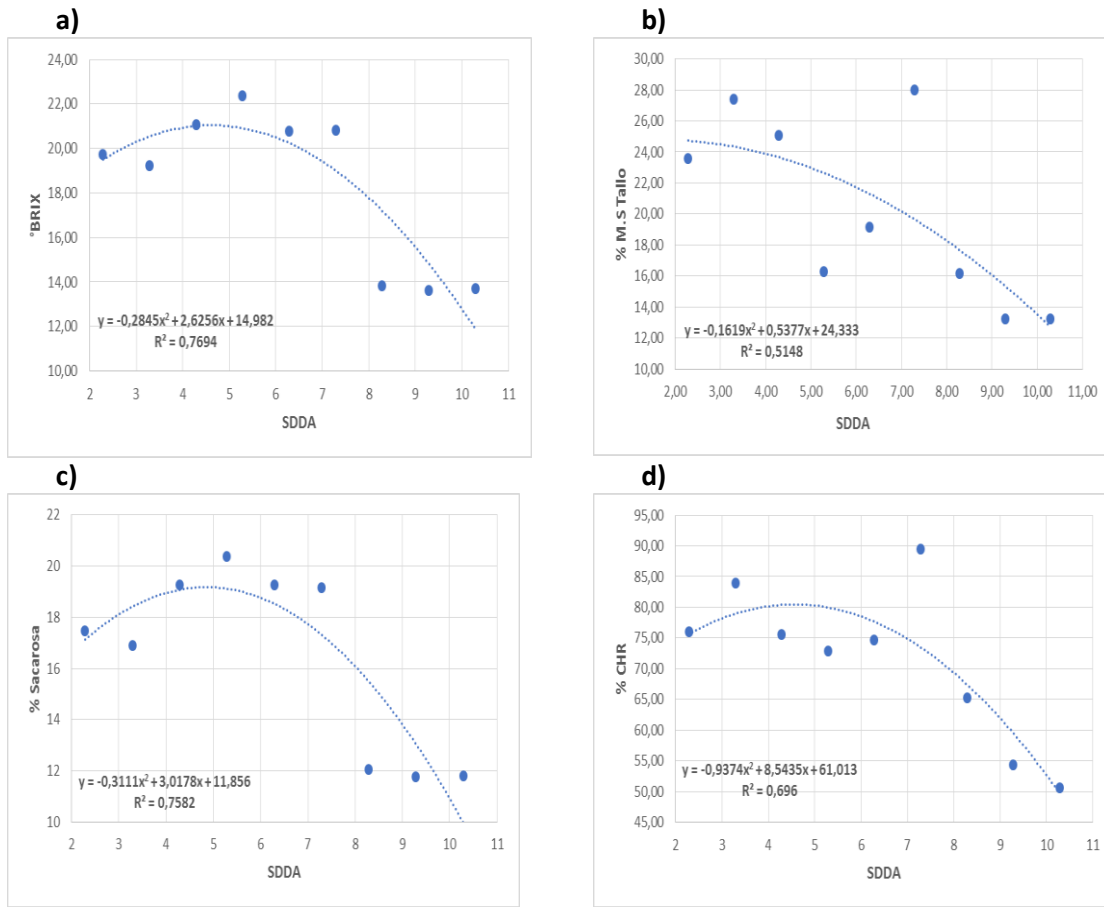 a)
24,00
22,00
20,00
18,00
16,00
14,00
12,00
10,00
°BRIX
y = -0,2845x² + 2,6256x + 14,982
R² = 0,7694
2 3 4 5 6 7 8 9 10 11
SDDA
b)
30,00
28,00
26,00
24,00
22,00
20,00
18,00
16,00
14,00
12,00
10,00
% M.S Tallo
y = -0,1619x² + 0,5377x + 24,333
R² = 0,5148
2,00 3,00 4,00 5,00 6,00 7,00 8,00 9,00 10,00 11,00
SDDA
c)
22
20
18
16
14
12
10
% Sacarosa
y = -0,3111x² + 3,0178x + 11,856
R² = 0,7582
2 3 4 5 6 7 8 9 10 11
SDDA
d)
95,00
90,00
85,00
80,00
75,00
70,00
65,00
60,00
55,00
50,00
45,00
% CHR
y = -0,9374x² + 8,5435x + 61,013
R² = 0,696
2 3 4 5 6 7 8 9 10 11
SDDA